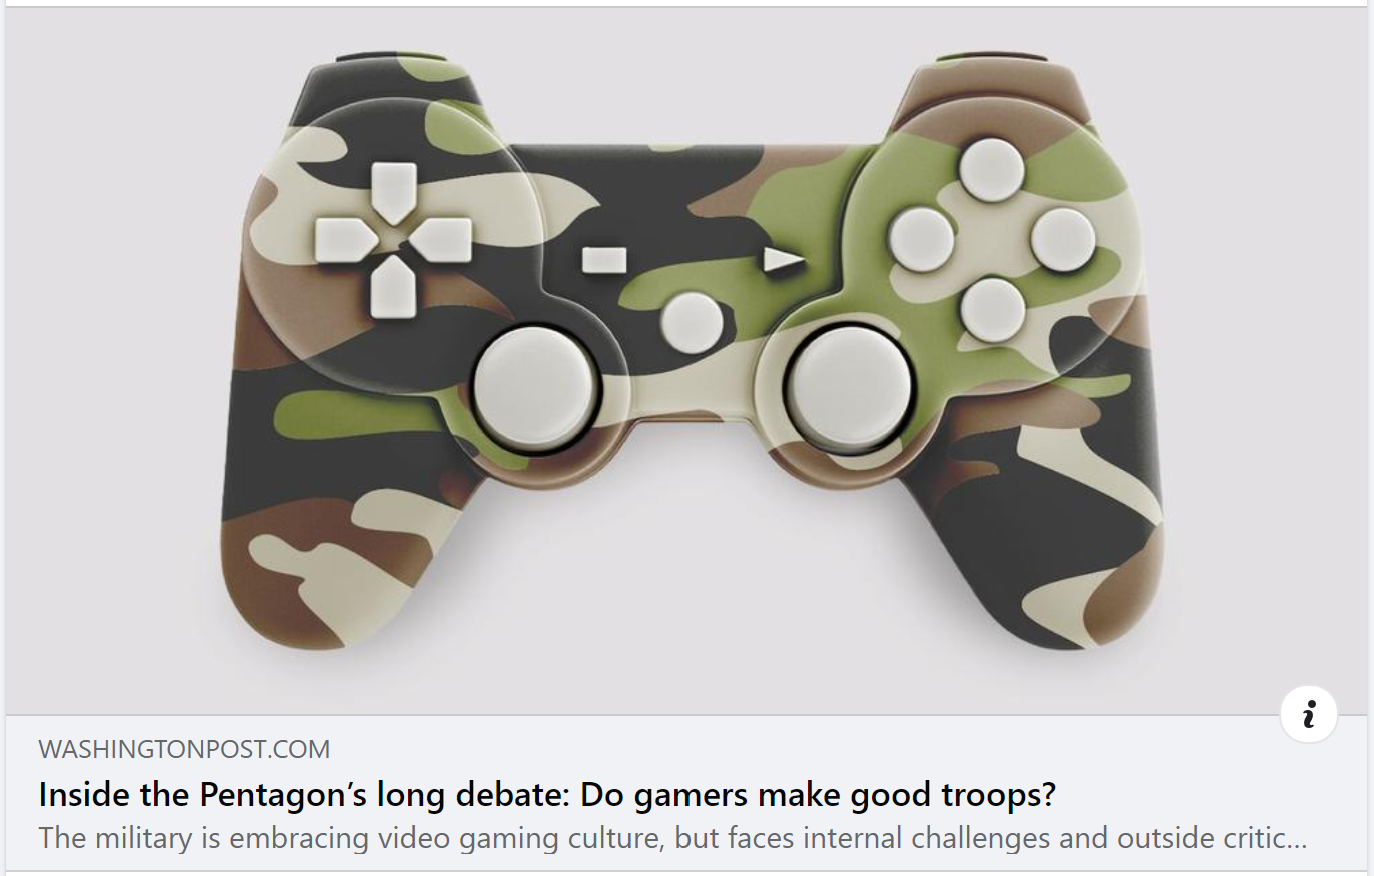 WASHINGTONPOST.COM
Inside the Pentagon’s long debate: Do gamers make good troops?
The military is embracing video gaming culture, but faces internal challenges and outside critic...